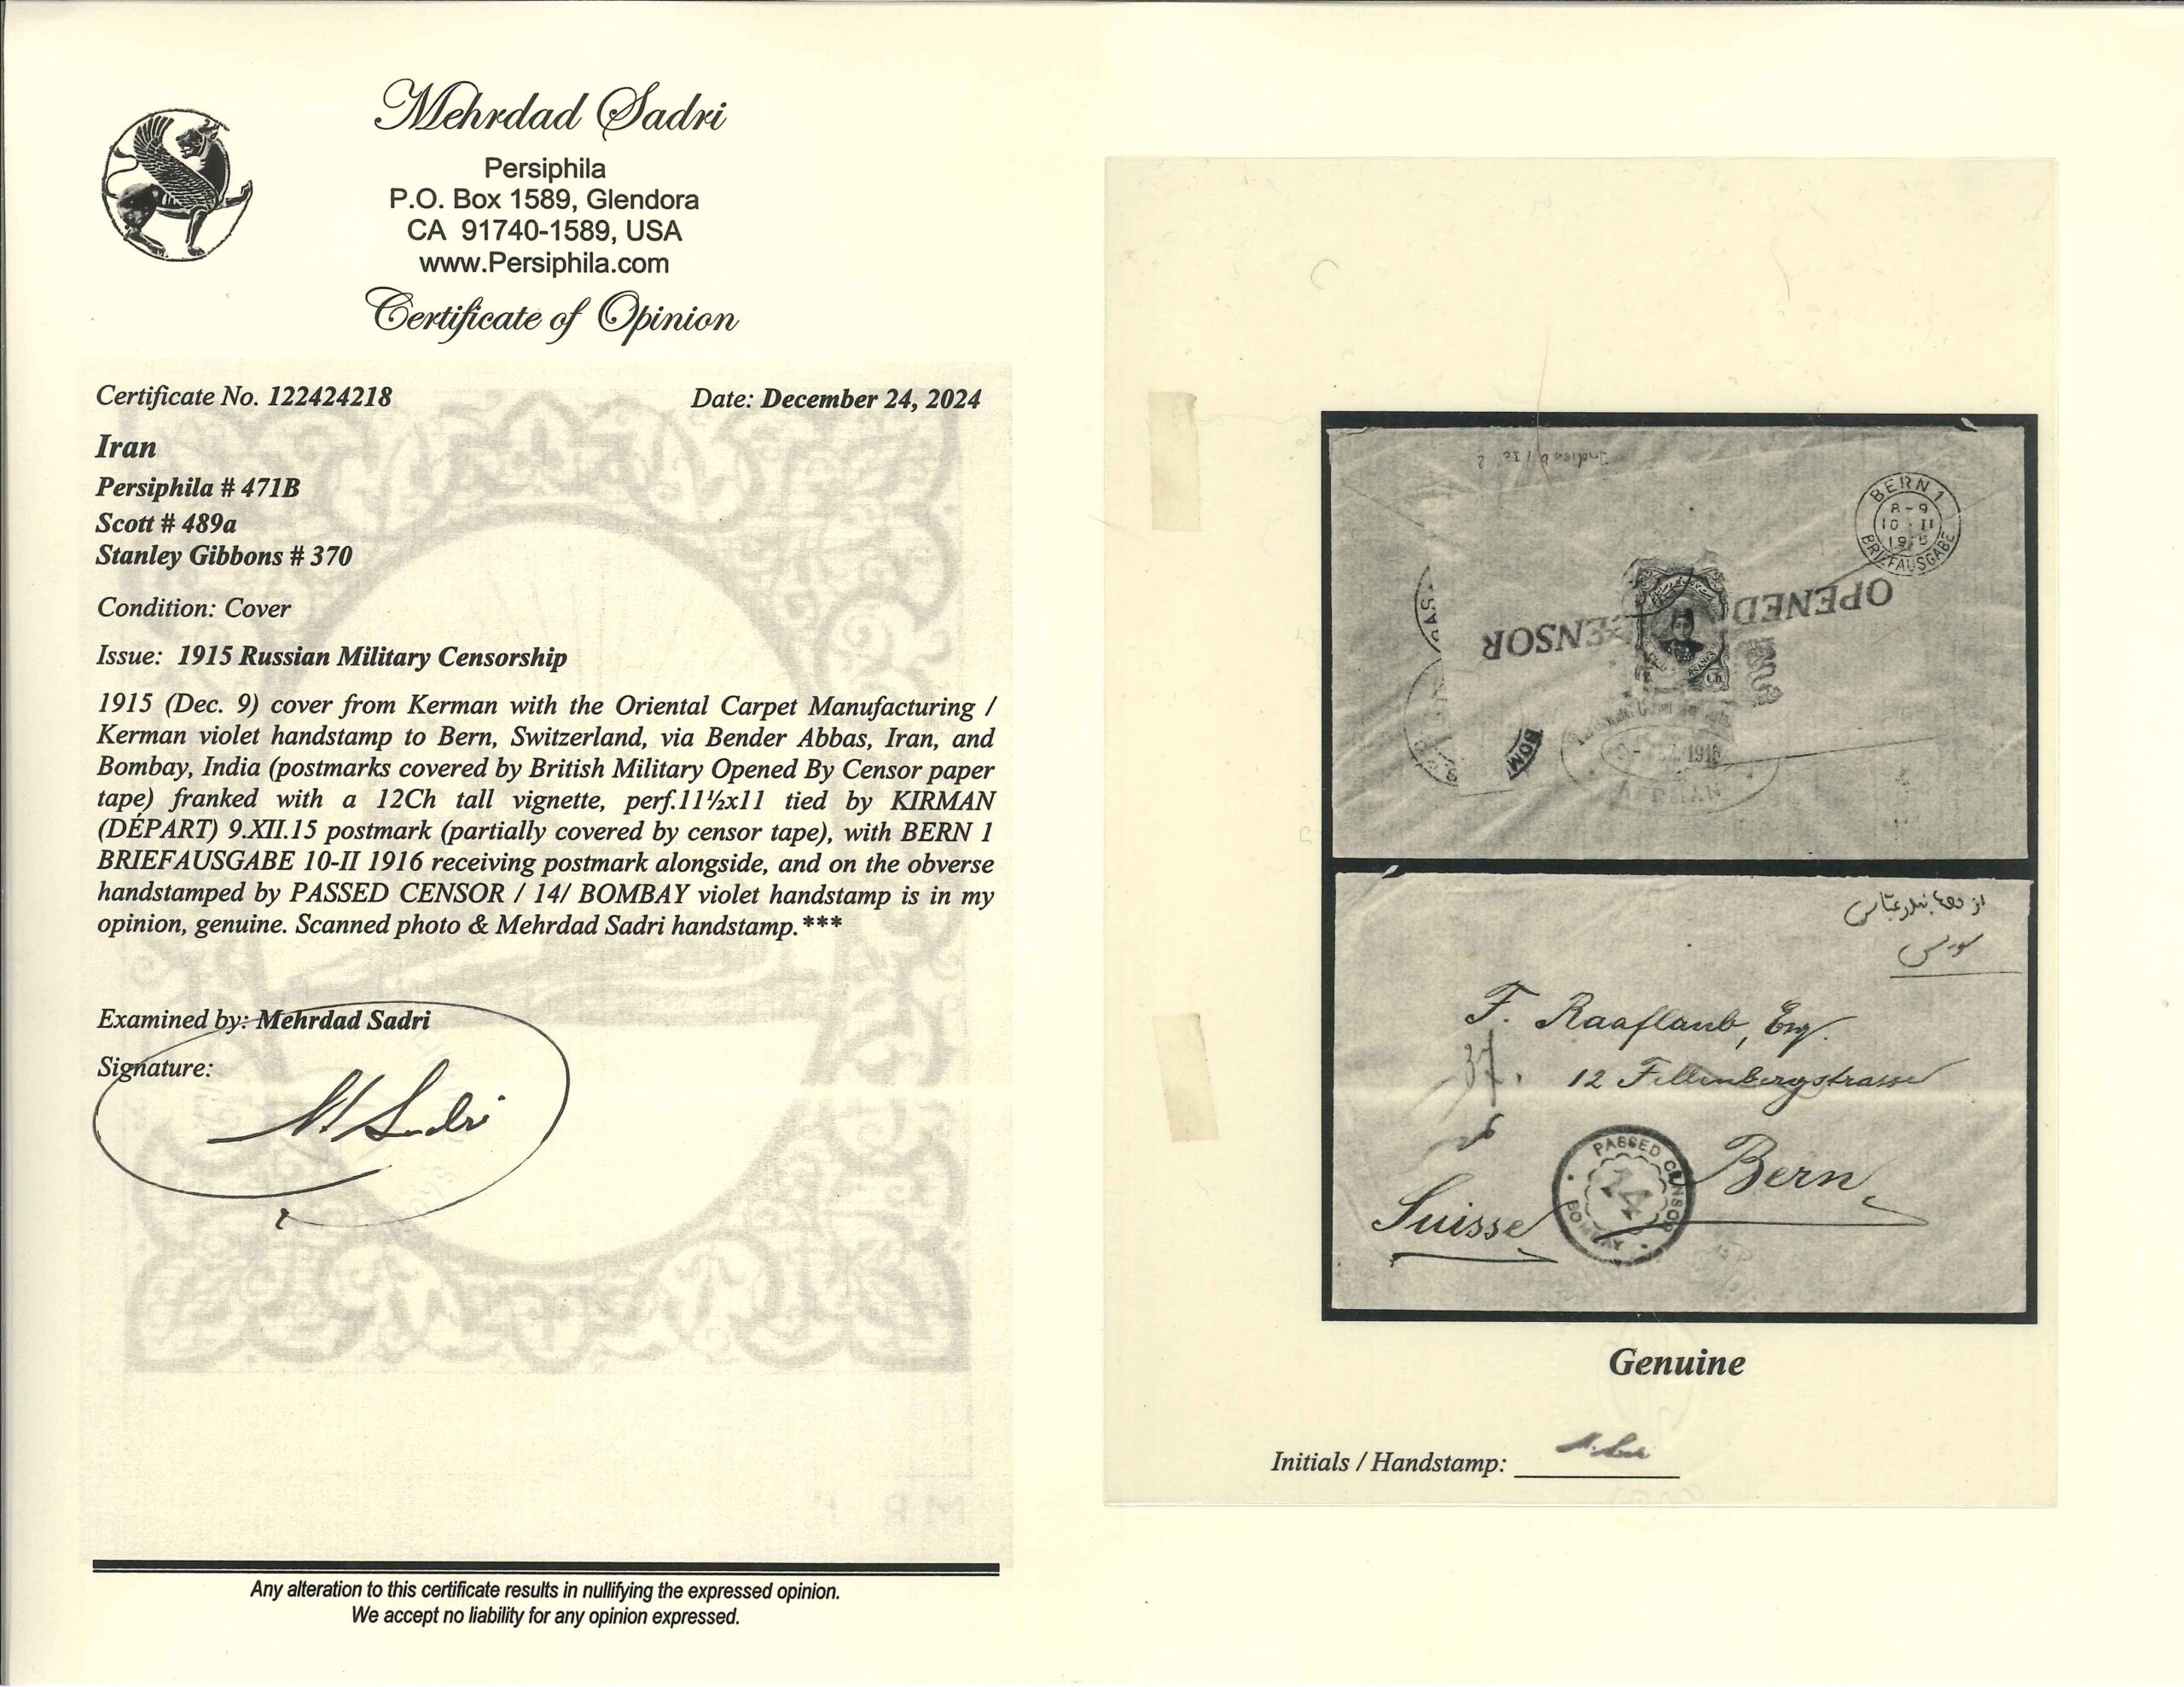 Mehrdad Sadri
Persiphila
P.O. Box 1589, Glendora
CA 91740-1589, USA
www.Persiphila.com
Certificate of Opinion
Certificate No. 122424218 Date: December 24, 2024
Iran
Persiphila # 471B
Scott # 489a
Stanley Gibbons # 370
Condition: Cover
Issue: 1915 Russian Military Censorship
1915 (Dec. 9) cover from Kerman with the Oriental Carpet Manufacturing /
Kerman violet handstamp to Bern, Switzerland, via Bender Abbas, Iran, and
Bombay, India (postmarks covered by British Military Opened By Censor paper
tape) franked with a 12Ch tall vignette, perf.11½x11 tied by KIRMAN
(DÉPART) 9.XII.15 postmark (partially covered by censor tape), with BERN 1
BRIEFAUSGABE 10-II 1916 receiving postmark alongside, and on the obverse
handstamped by PASSED CENSOR / 14/ BOMBAY violet handstamp is in my
opinion, genuine. Scanned photo & Mehrdad Sadri handstamp.***
Examined by: Mehrdad Sadri
Signature:
M Sadri
Any alteration to this certificate results in nullifying the expressed opinion.
We accept no liability for any opinion expressed.
BERN 1
8-9
10 II
BRIEFAUSGABE
OPENED
CENSOR
BOM
1916
سویس
F. Raaflaub, Esq.
37.
12 Fellenbergstrasse
PASSED CENSOR
14
BOMBAY
Bern
Suisse
Genuine
Initials / Handstamp: